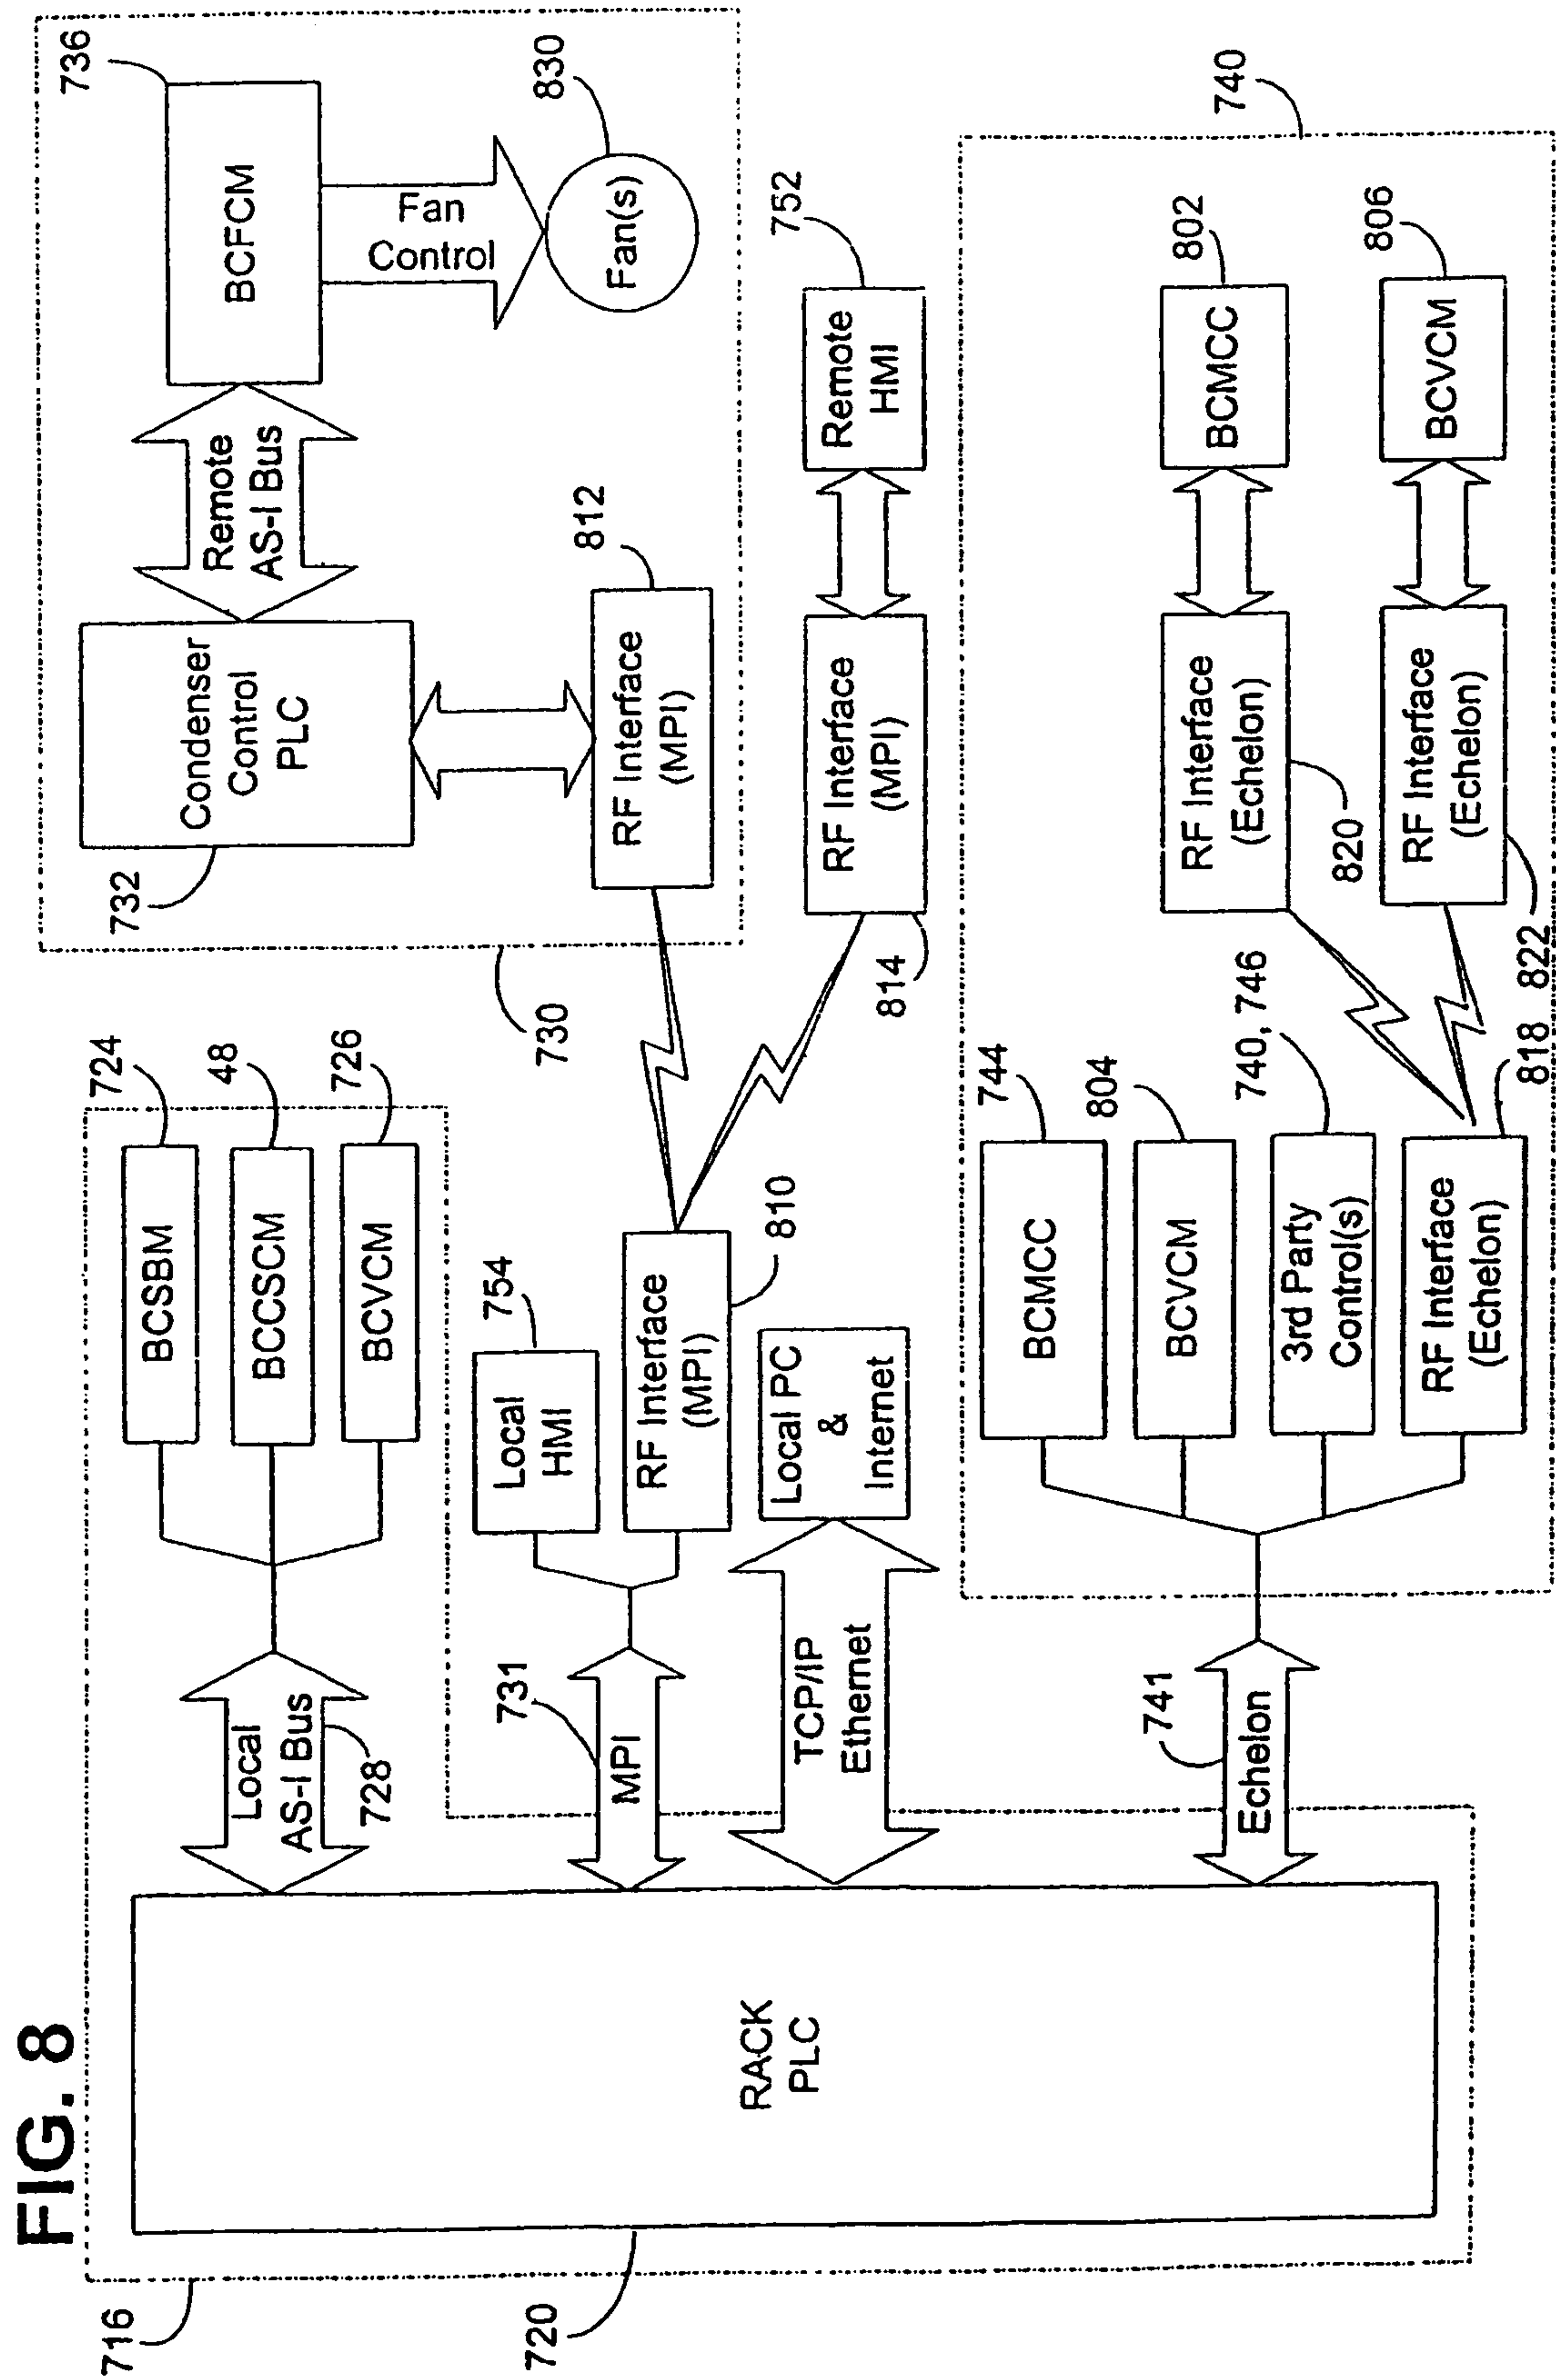 FIG. 8
716
720
RACK
PLC
Local
AS-I Bus
728
BCSBM
724
BCCSCM
48
BCVCM
726
731
MPI
Local
HMI
754
RF Interface
(MPI)
810
TCP/IP
Ethernet
Local PC
&
Internet
741
Echelon
730
732
Condenser
Control
PLC
Remote
AS-I Bus
BCFCM
736
Fan
Control
Fan(s)
830
RF Interface
(MPI)
812
RF Interface
(MPI)
814
Remote
HMI
752
740
BCMCC
744
BCVCM
804
3rd Party
Control(s)
740, 746
RF Interface
(Echelon)
818
RF Interface
(Echelon)
820
BCMCC
802
RF Interface
(Echelon)
822
BCVCM
806